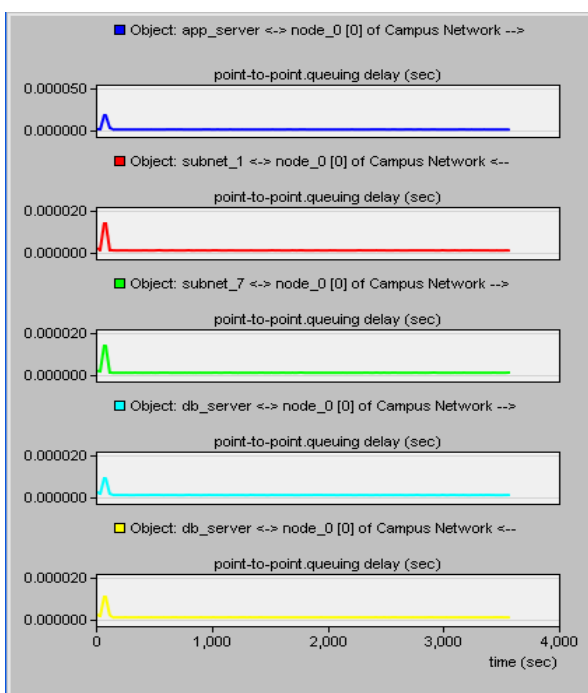 Object: app_server <-> node_0 [0] of Campus Network -->
point-to-point.queuing delay (sec)
0.000050
0.000000
Object: subnet_1 <-> node_0 [0] of Campus Network <--
point-to-point.queuing delay (sec)
0.000020
0.000000
Object: subnet_7 <-> node_0 [0] of Campus Network -->
point-to-point.queuing delay (sec)
0.000020
0.000000
Object: db_server <-> node_0 [0] of Campus Network -->
point-to-point.queuing delay (sec)
0.000020
0.000000
Object: db_server <-> node_0 [0] of Campus Network <--
point-to-point.queuing delay (sec)
0.000020
0.000000
0 1,000 2,000 3,000 4,000
time (sec)